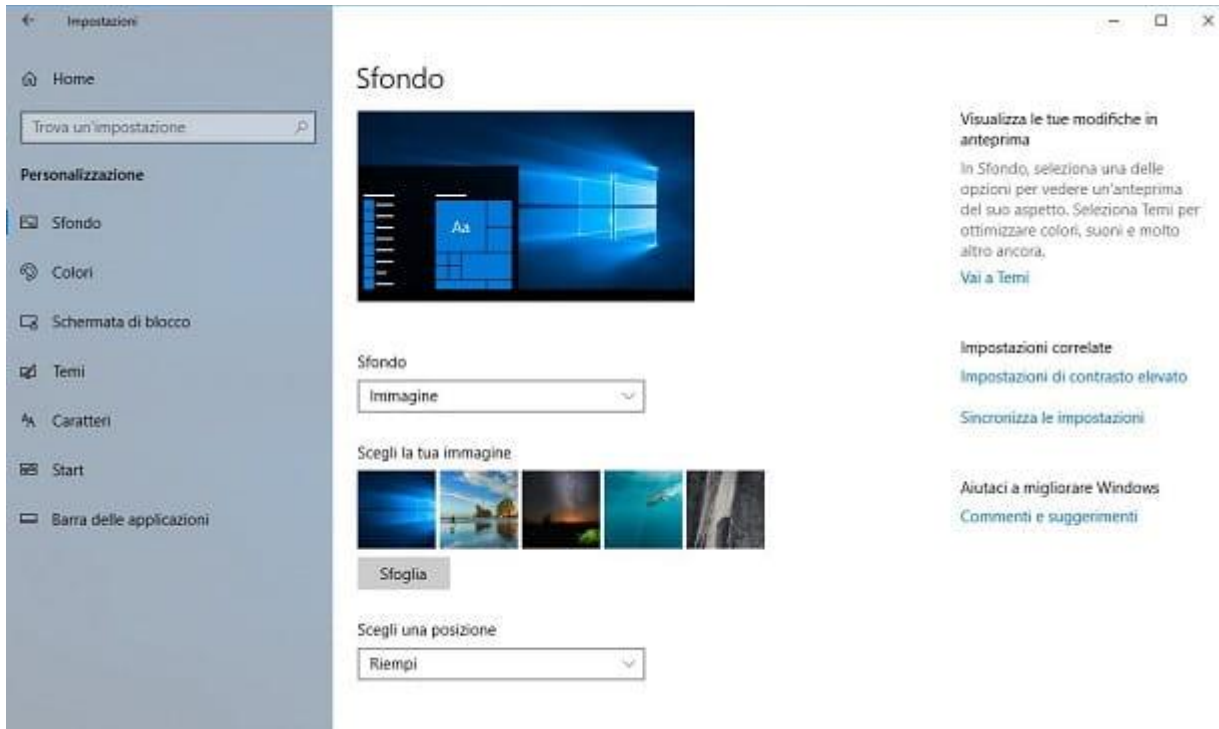 Impostazioni
Home
Trova un'impostazione
Personalizzazione
Sfondo
Colori
Schermata di blocco
Temi
Caratteri
Start
Barra delle applicazioni
Sfondo
Aa
Sfondo
Immagine
Scegli la tua immagine
Sfoglia
Scegli una posizione
Riempi
Visualizza le tue modifiche in
anteprima
In Sfondo, seleziona una delle
opzioni per vedere un'anteprima
del suo aspetto. Seleziona Temi per
ottimizzare colori, suoni e molto
altro ancora.
Vai a Temi
Impostazioni correlate
Impostazioni di contrasto elevato
Sincronizza le impostazioni
Aiutaci a migliorare Windows
Commenti e suggerimenti